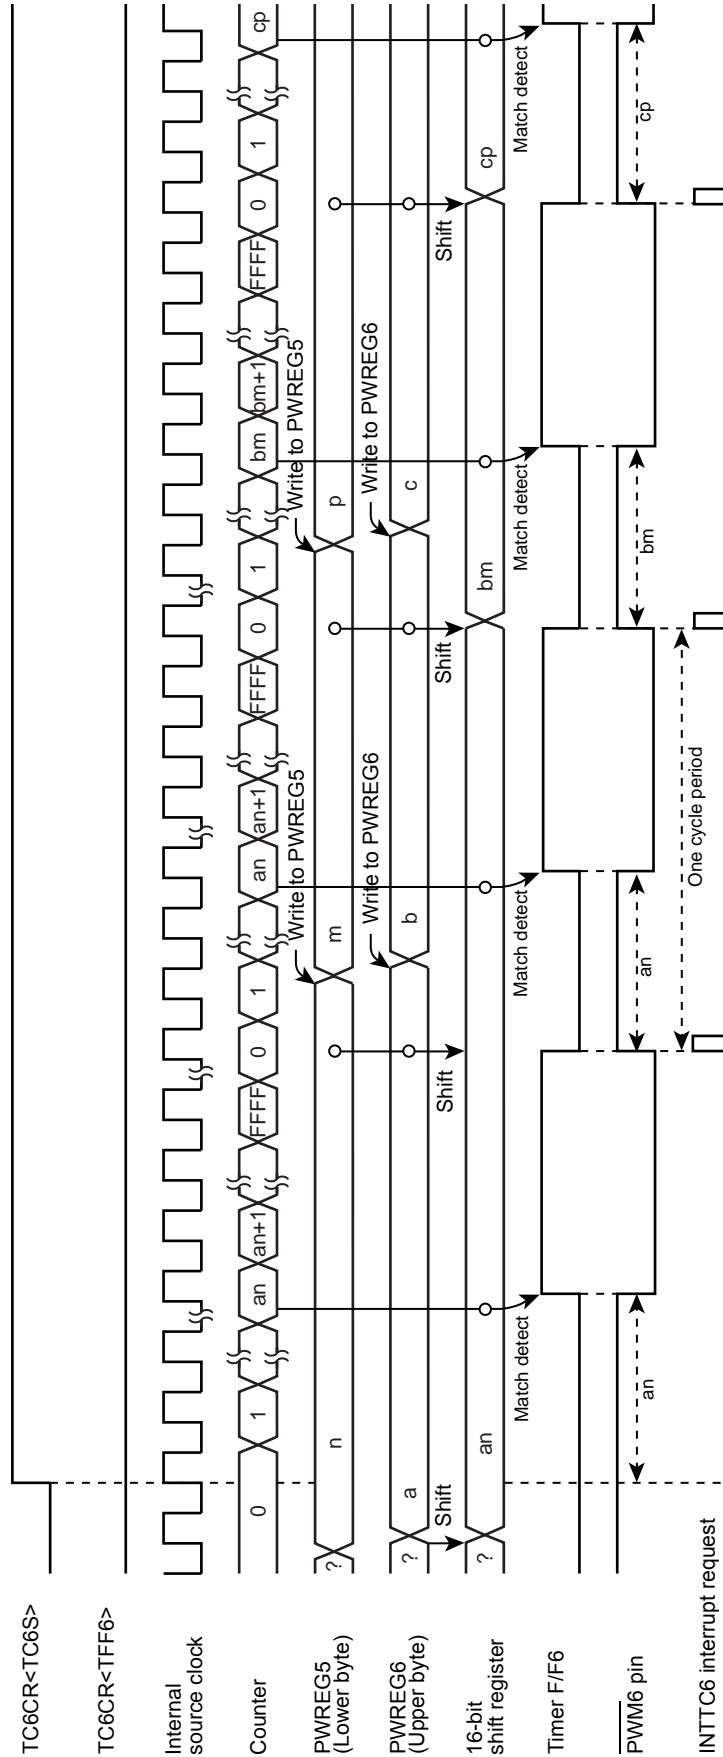 TC6CR<TC6S>
TC6CR<TFF6>
Internal
source clock
Counter
0 1 an an+1 FFFF 0 1 an an+1 FFFF 0 1 bm bm+1 FFFF 0 1 cp
Write to PWREG5
Write to PWREG5
PWREG5
(Lower byte)
? n m p
Write to PWREG6
Write to PWREG6
PWREG6
(Upper byte)
? a b c
Shift
Shift
Shift
Shift
16-bit
shift register
? an bm cp
Match detect
Match detect
Match detect
Match detect
Timer F/F6
PWM6 pin
an
an
bm
cp
One cycle period
INTTC6 interrupt request